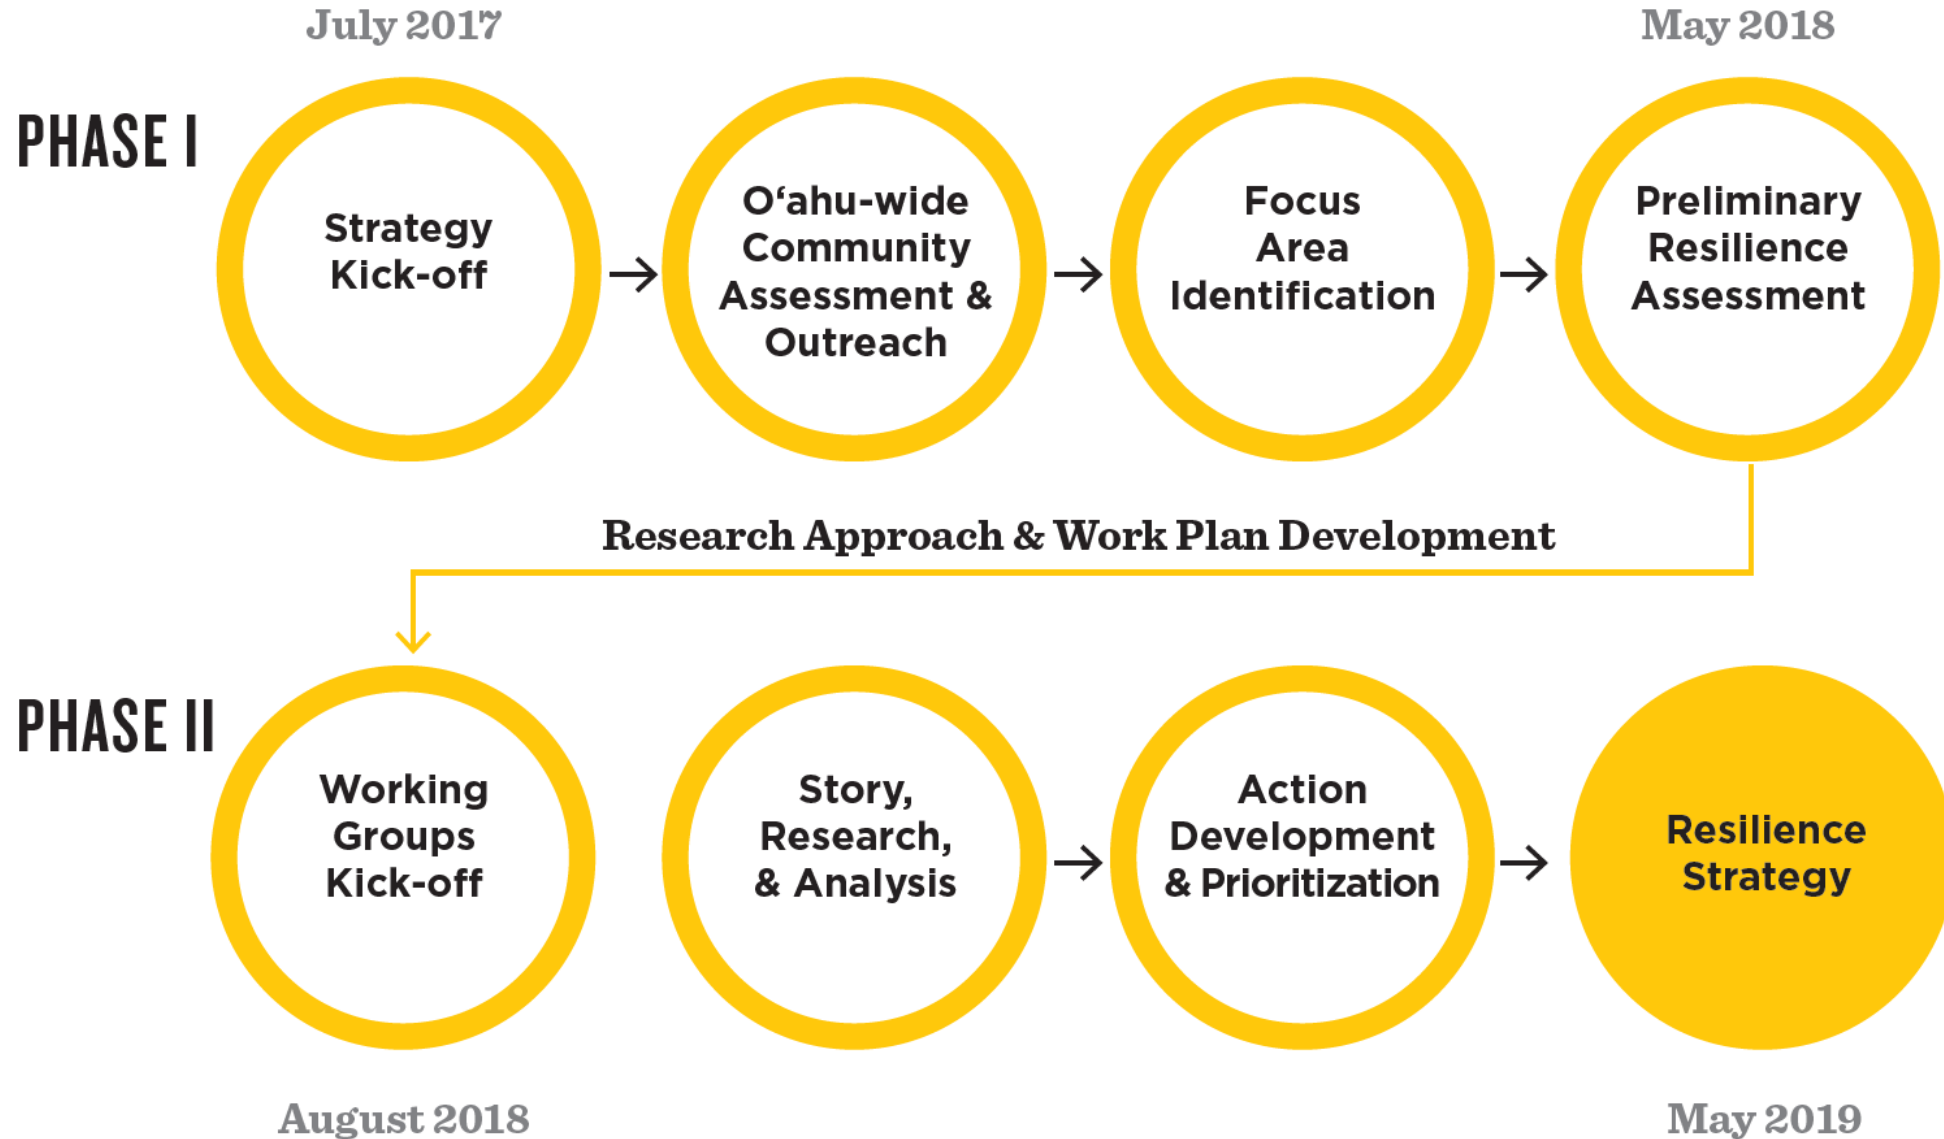 July 2017
May 2018
PHASE I
Strategy
Kick-off
Oʻahu-wide
Community
Assessment &
Outreach
Focus
Area
Identification
Preliminary
Resilience
Assessment
Research Approach & Work Plan Development
PHASE II
Working
Groups
Kick-off
Story,
Research,
& Analysis
Action
Development
& Prioritization
Resilience
Strategy
August 2018
May 2019